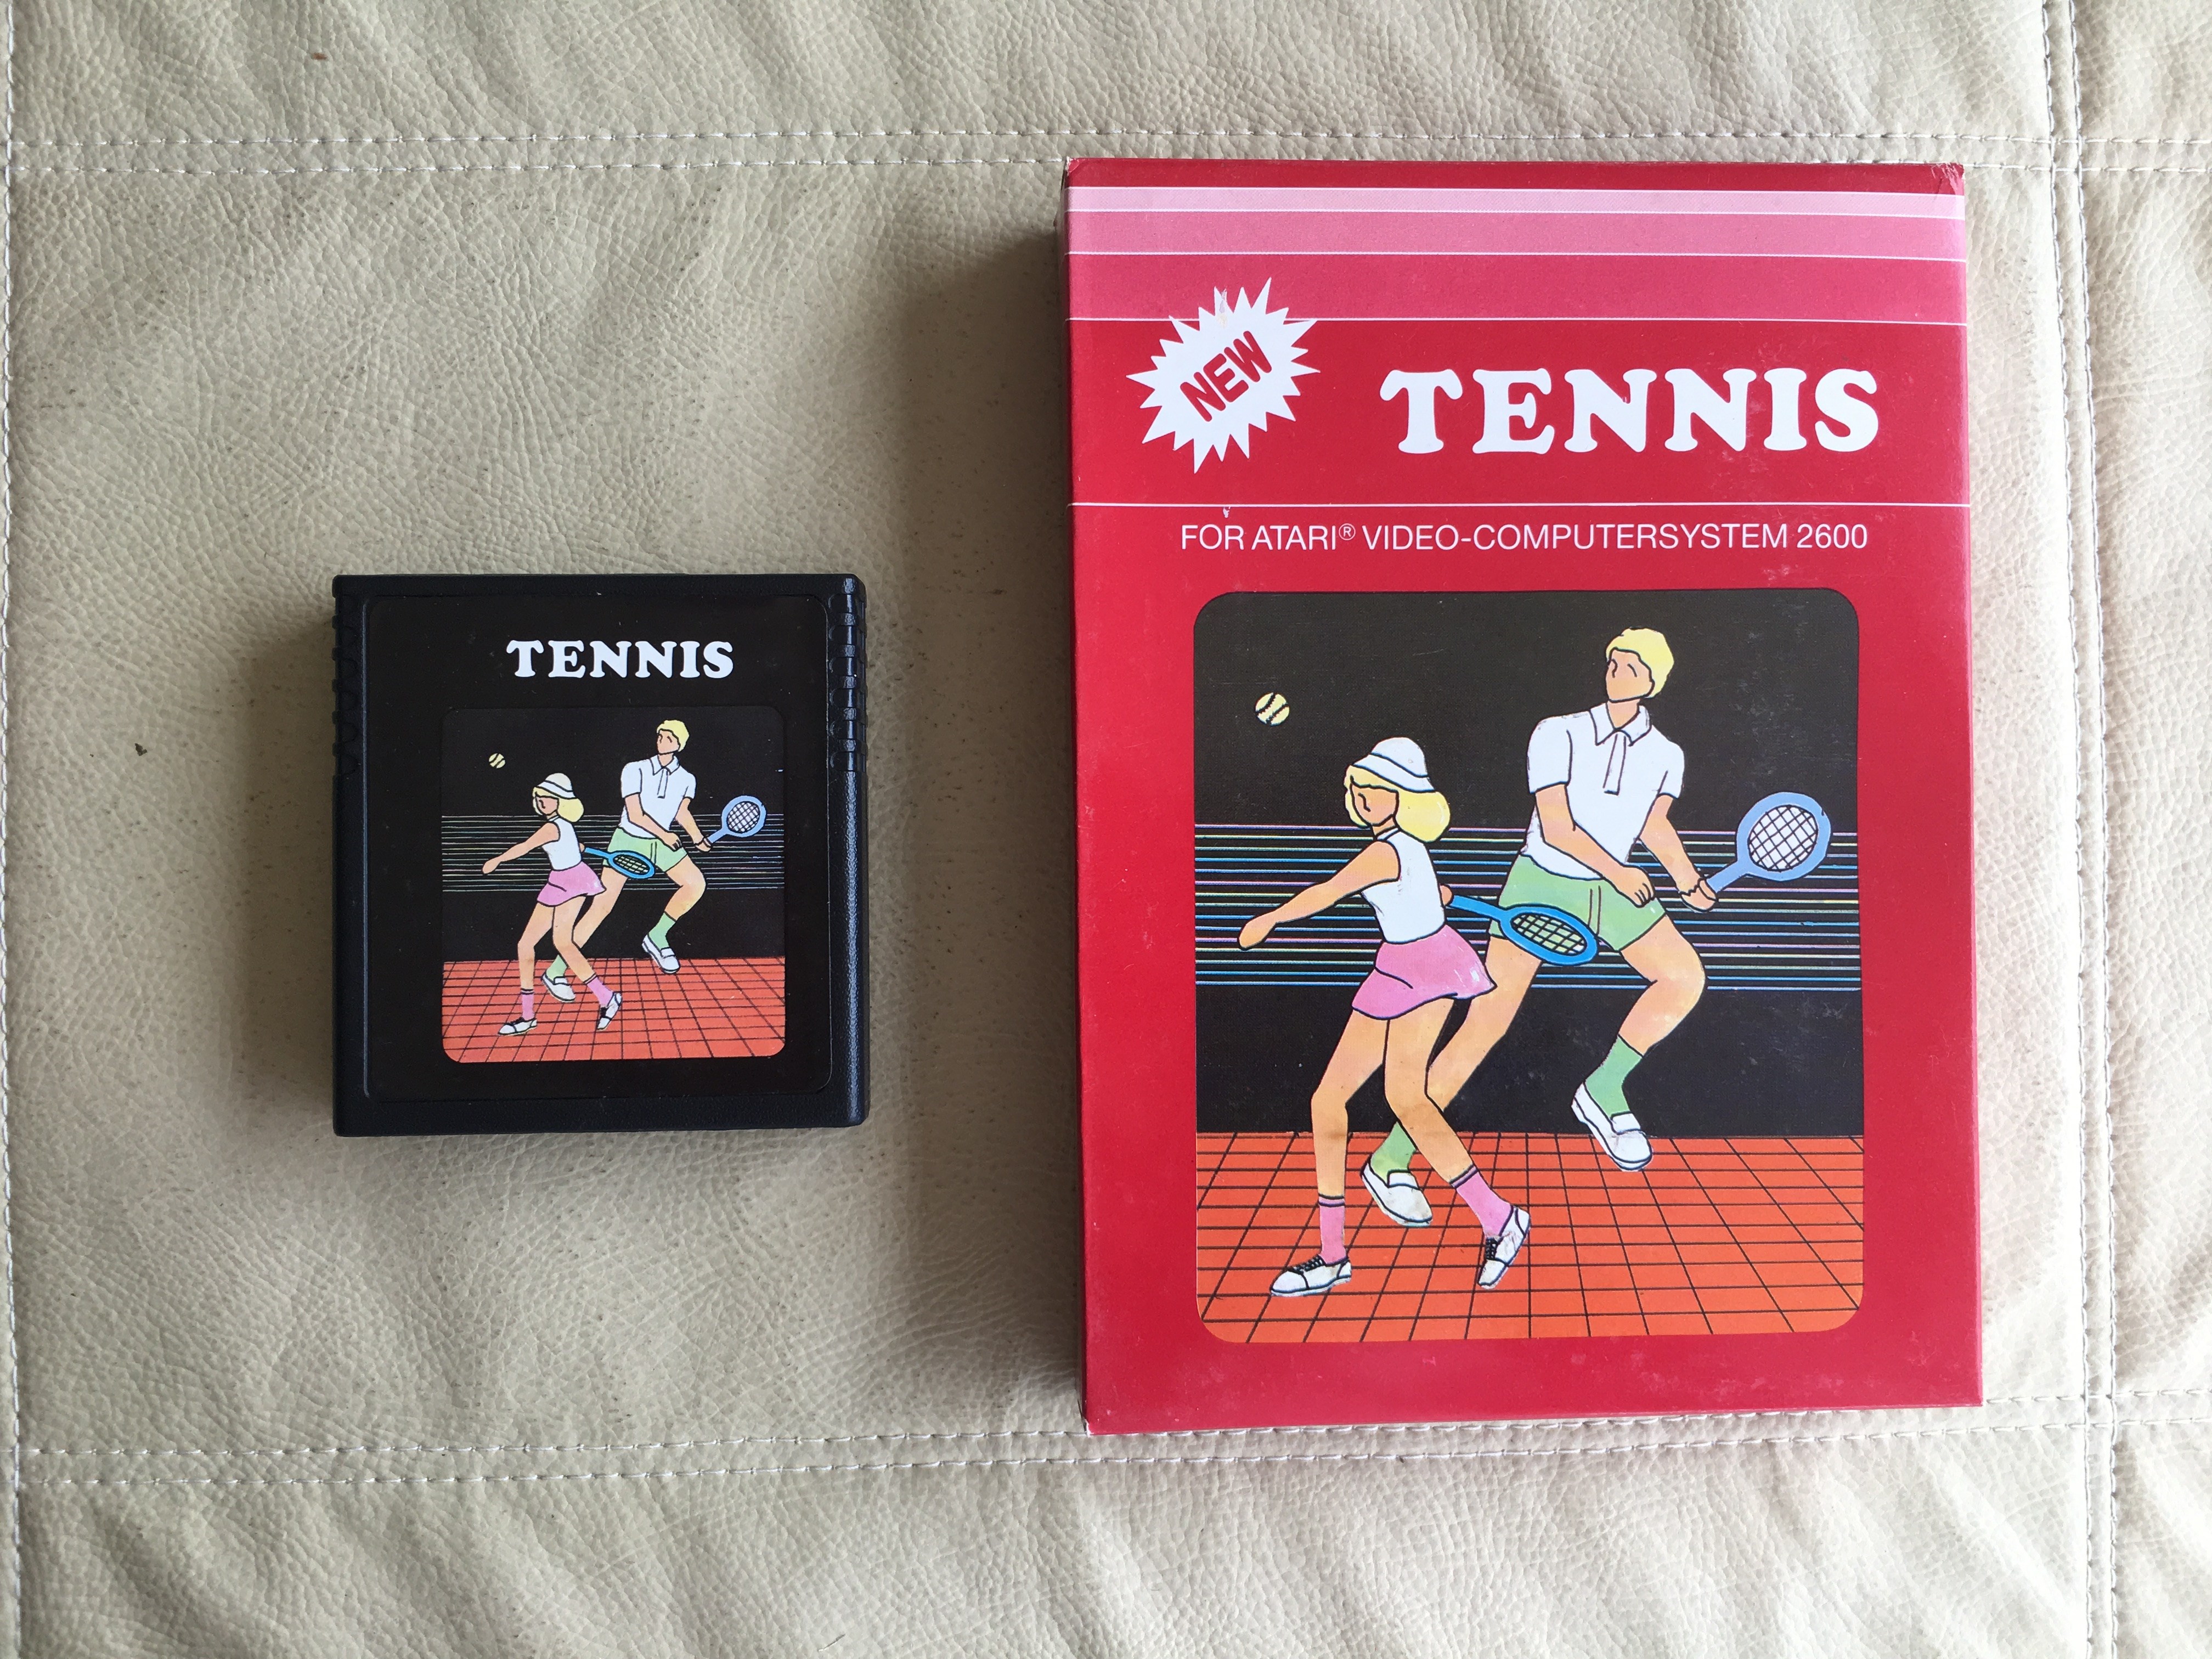 TENNIS
NEW
TENNIS
FOR ATARI® VIDEO-COMPUTERSYSTEM 2600